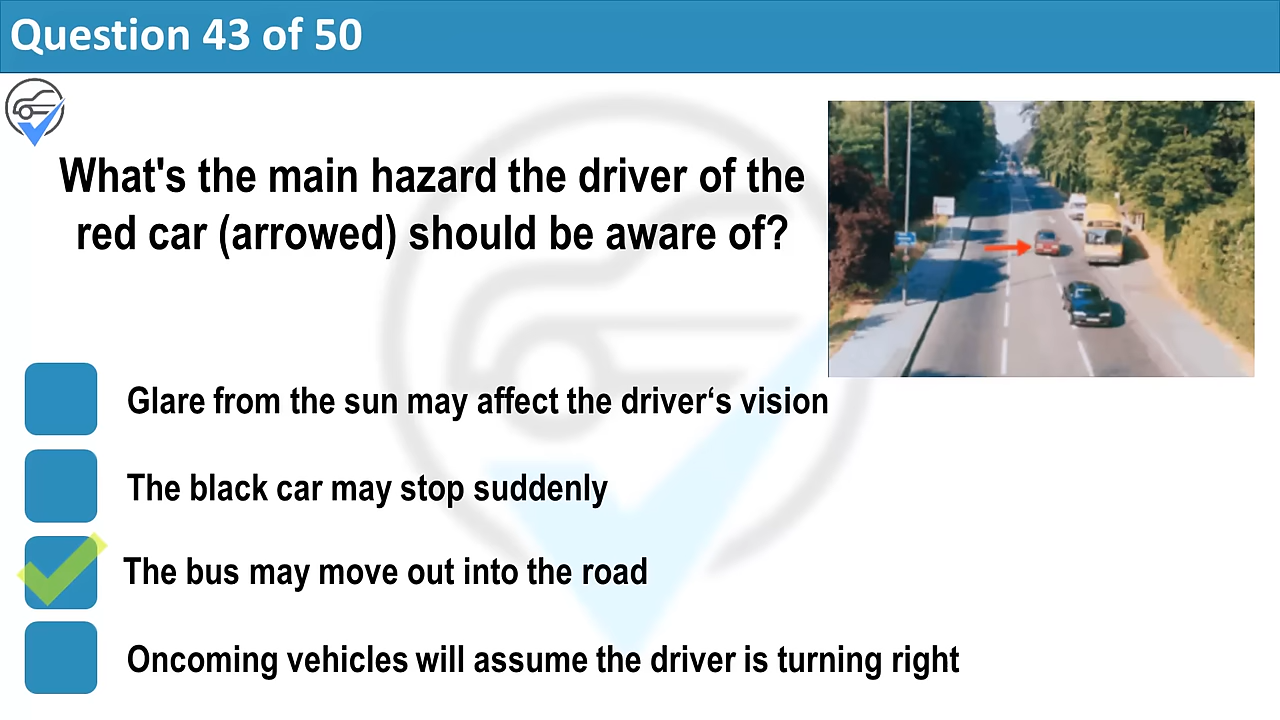 Question 43 of 50
What's the main hazard the driver of the
red car (arrowed) should be aware of?
Glare from the sun may affect the driver‘s vision
The black car may stop suddenly
The bus may move out into the road
Oncoming vehicles will assume the driver is turning right